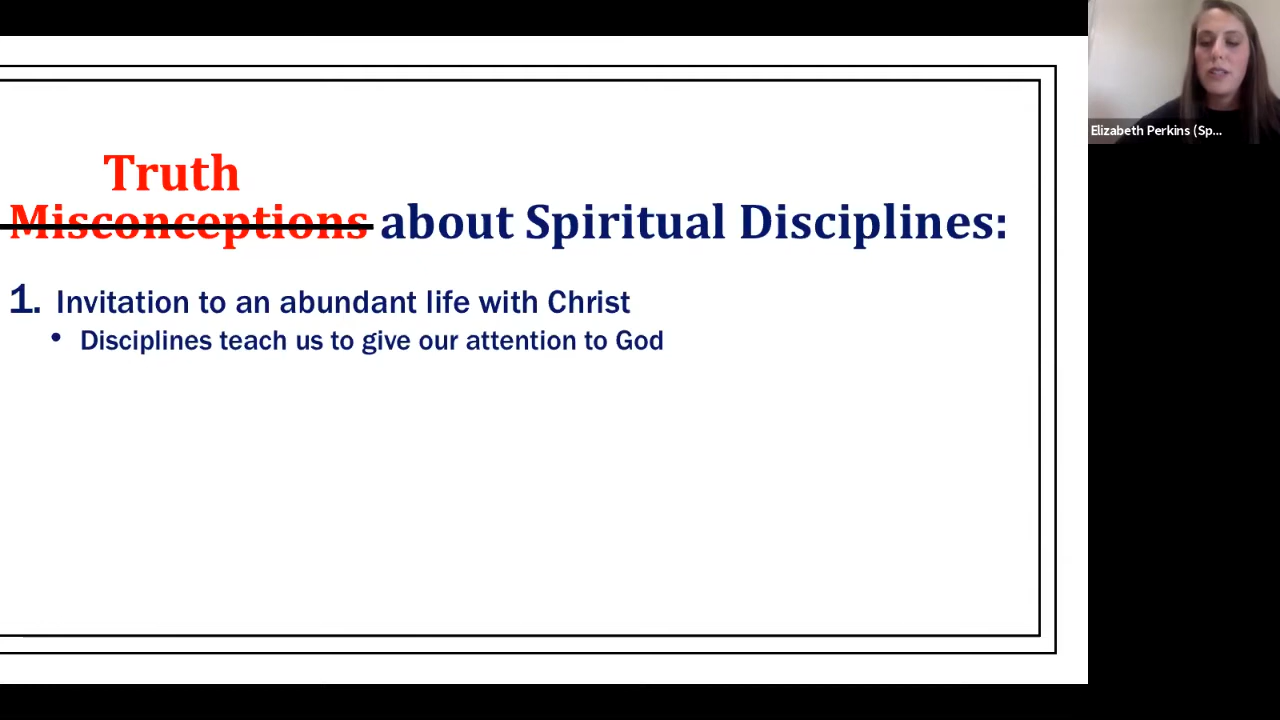 Truth
Misconceptions about Spiritual Disciplines:
1. Invitation to an abundant life with Christ
• Disciplines teach us to give our attention to God
Elizabeth Perkins (Sp...